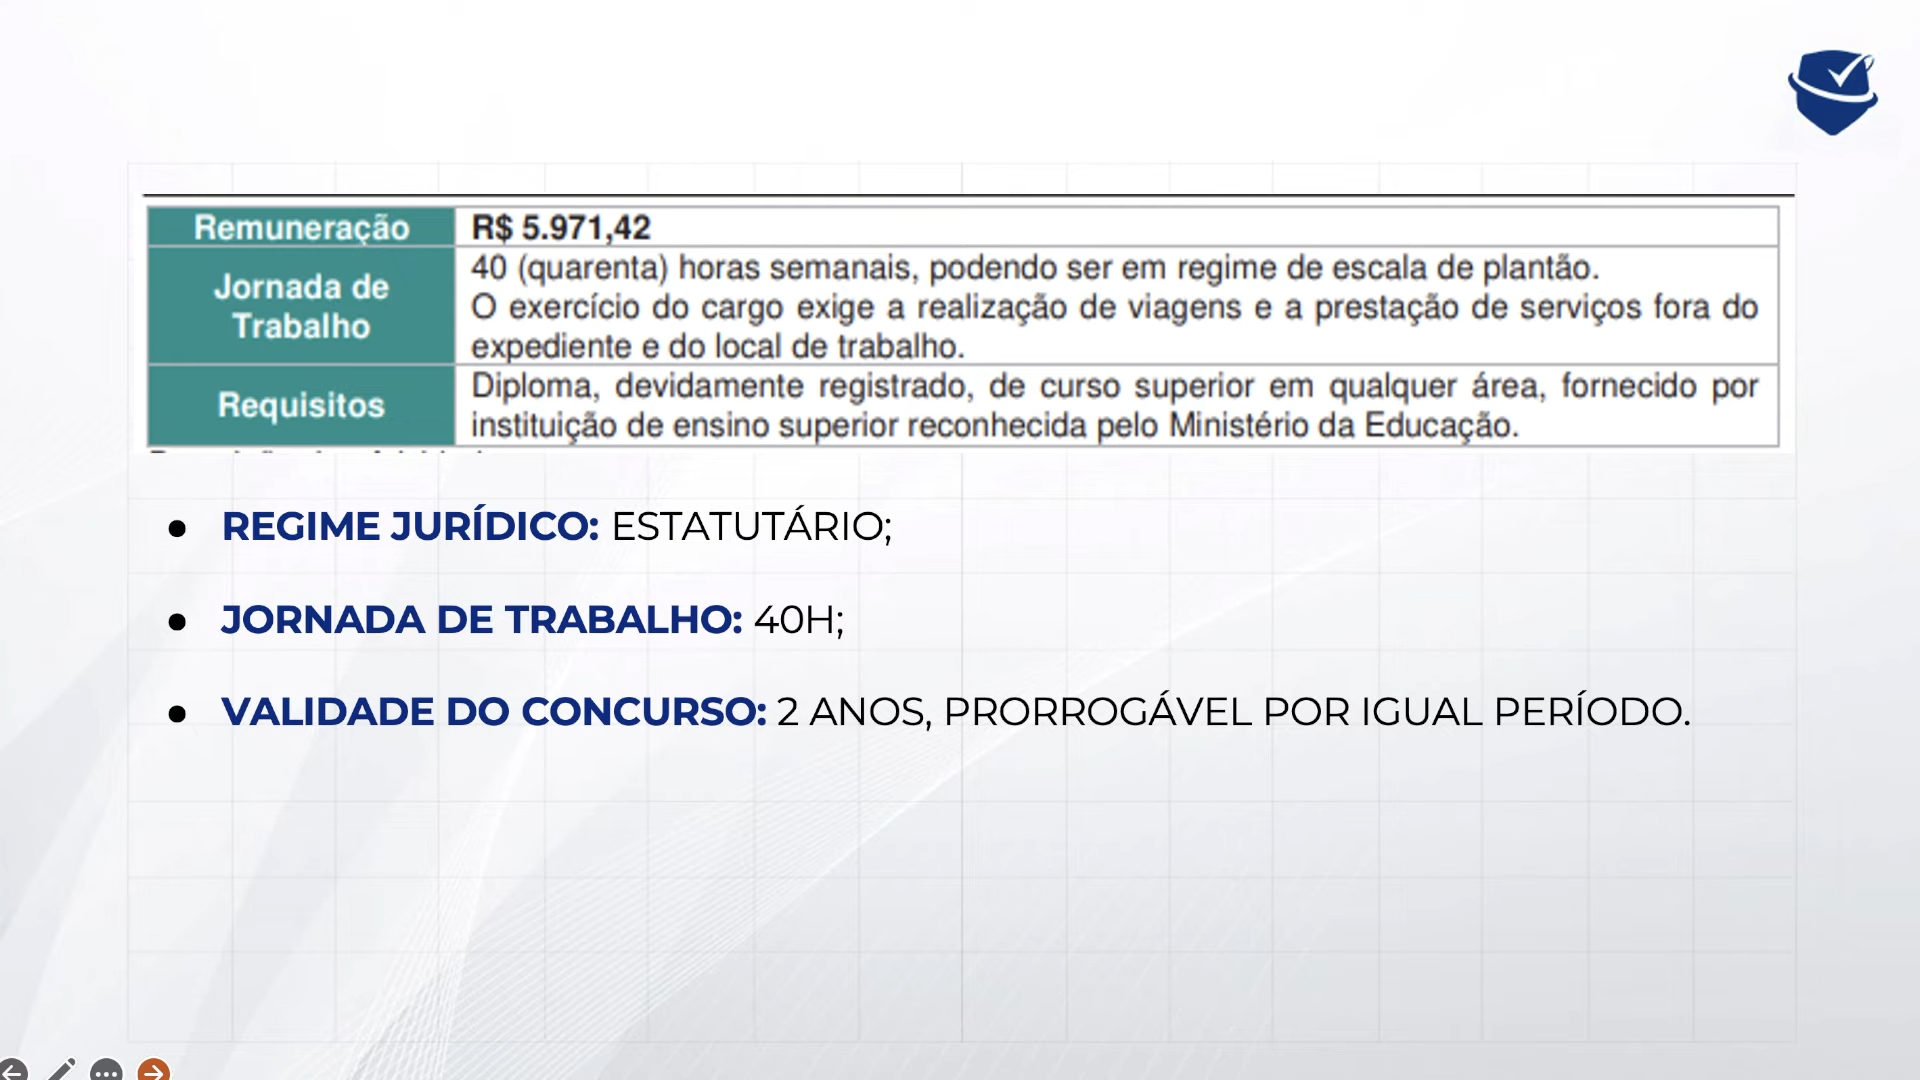 Remuneração
R$ 5.971,42
Jornada de
Trabalho
40 (quarenta) horas semanais, podendo ser em regime de escala de plantão.
O exercício do cargo exige a realização de viagens e a prestação de serviços fora do
expediente e do local de trabalho.
Requisitos
Diploma, devidamente registrado, de curso superior em qualquer área, fornecido por
instituição de ensino superior reconhecida pelo Ministério da Educação.
● REGIME JURÍDICO: ESTATUTÁRIO;
● JORNADA DE TRABALHO: 40H;
● VALIDADE DO CONCURSO: 2 ANOS, PRORROGÁVEL POR IGUAL PERÍODO.